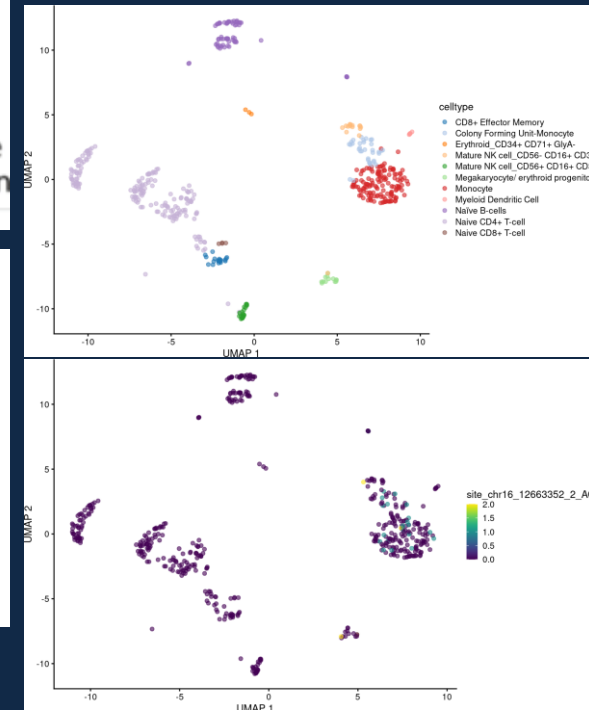 celltype
CD8+ Effector Memory
Colony Forming Unit-Monocyte
Erythroid_CD34+ CD71+ GlyA-
Mature NK cell_CD56- CD16+ CD3
Mature NK cell_CD56+ CD16+ CD
Megakaryocyte/ erythroid progenito
Monocyte
Myeloid Dendritic Cell
Naïve B-cells
Naive CD4+ T-cell
Naive CD8+ T-cell
UMAP 2
10
5
0
-5
-10
-10 -5 0 5 10
UMAP 1
UMAP 2
10
5
0
-5
-10
site_chr16_12663352_2_A
2.0
1.5
1.0
0.5
0.0
-10 -5 0 5 10
UMAP 1